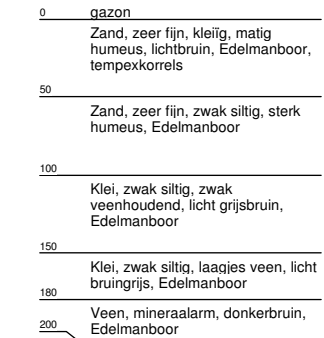 0 gazon
Zand, zeer fijn, kleiïg, matig
humeus, lichtbruin, Edelmanboor,
tempexkorrels
50
Zand, zeer fijn, zwak siltig, sterk
humeus, Edelmanboor
100
Klei, zwak siltig, zwak
veenhoudend, licht grijsbruin,
Edelmanboor
150
Klei, zwak siltig, laagjes veen, licht
bruingrijs, Edelmanboor
180
Veen, mineraalarm, donkerbruin,
200 Edelmanboor